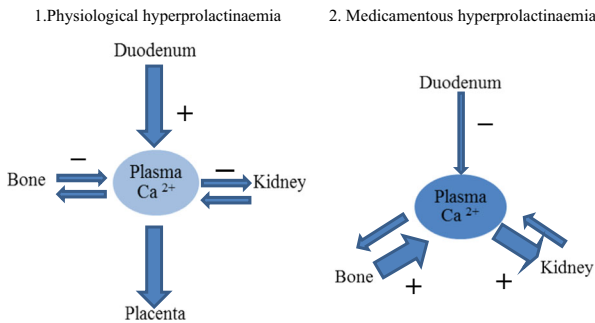 1.Physiological hyperprolactinaemia
Duodenum
+
−
Bone
Plasma
Ca 2+
−
Kidney
Placenta
2. Medicamentous hyperprolactinaemia
Duodenum
−
Plasma
Ca 2+
Bone
+
+
Kidney